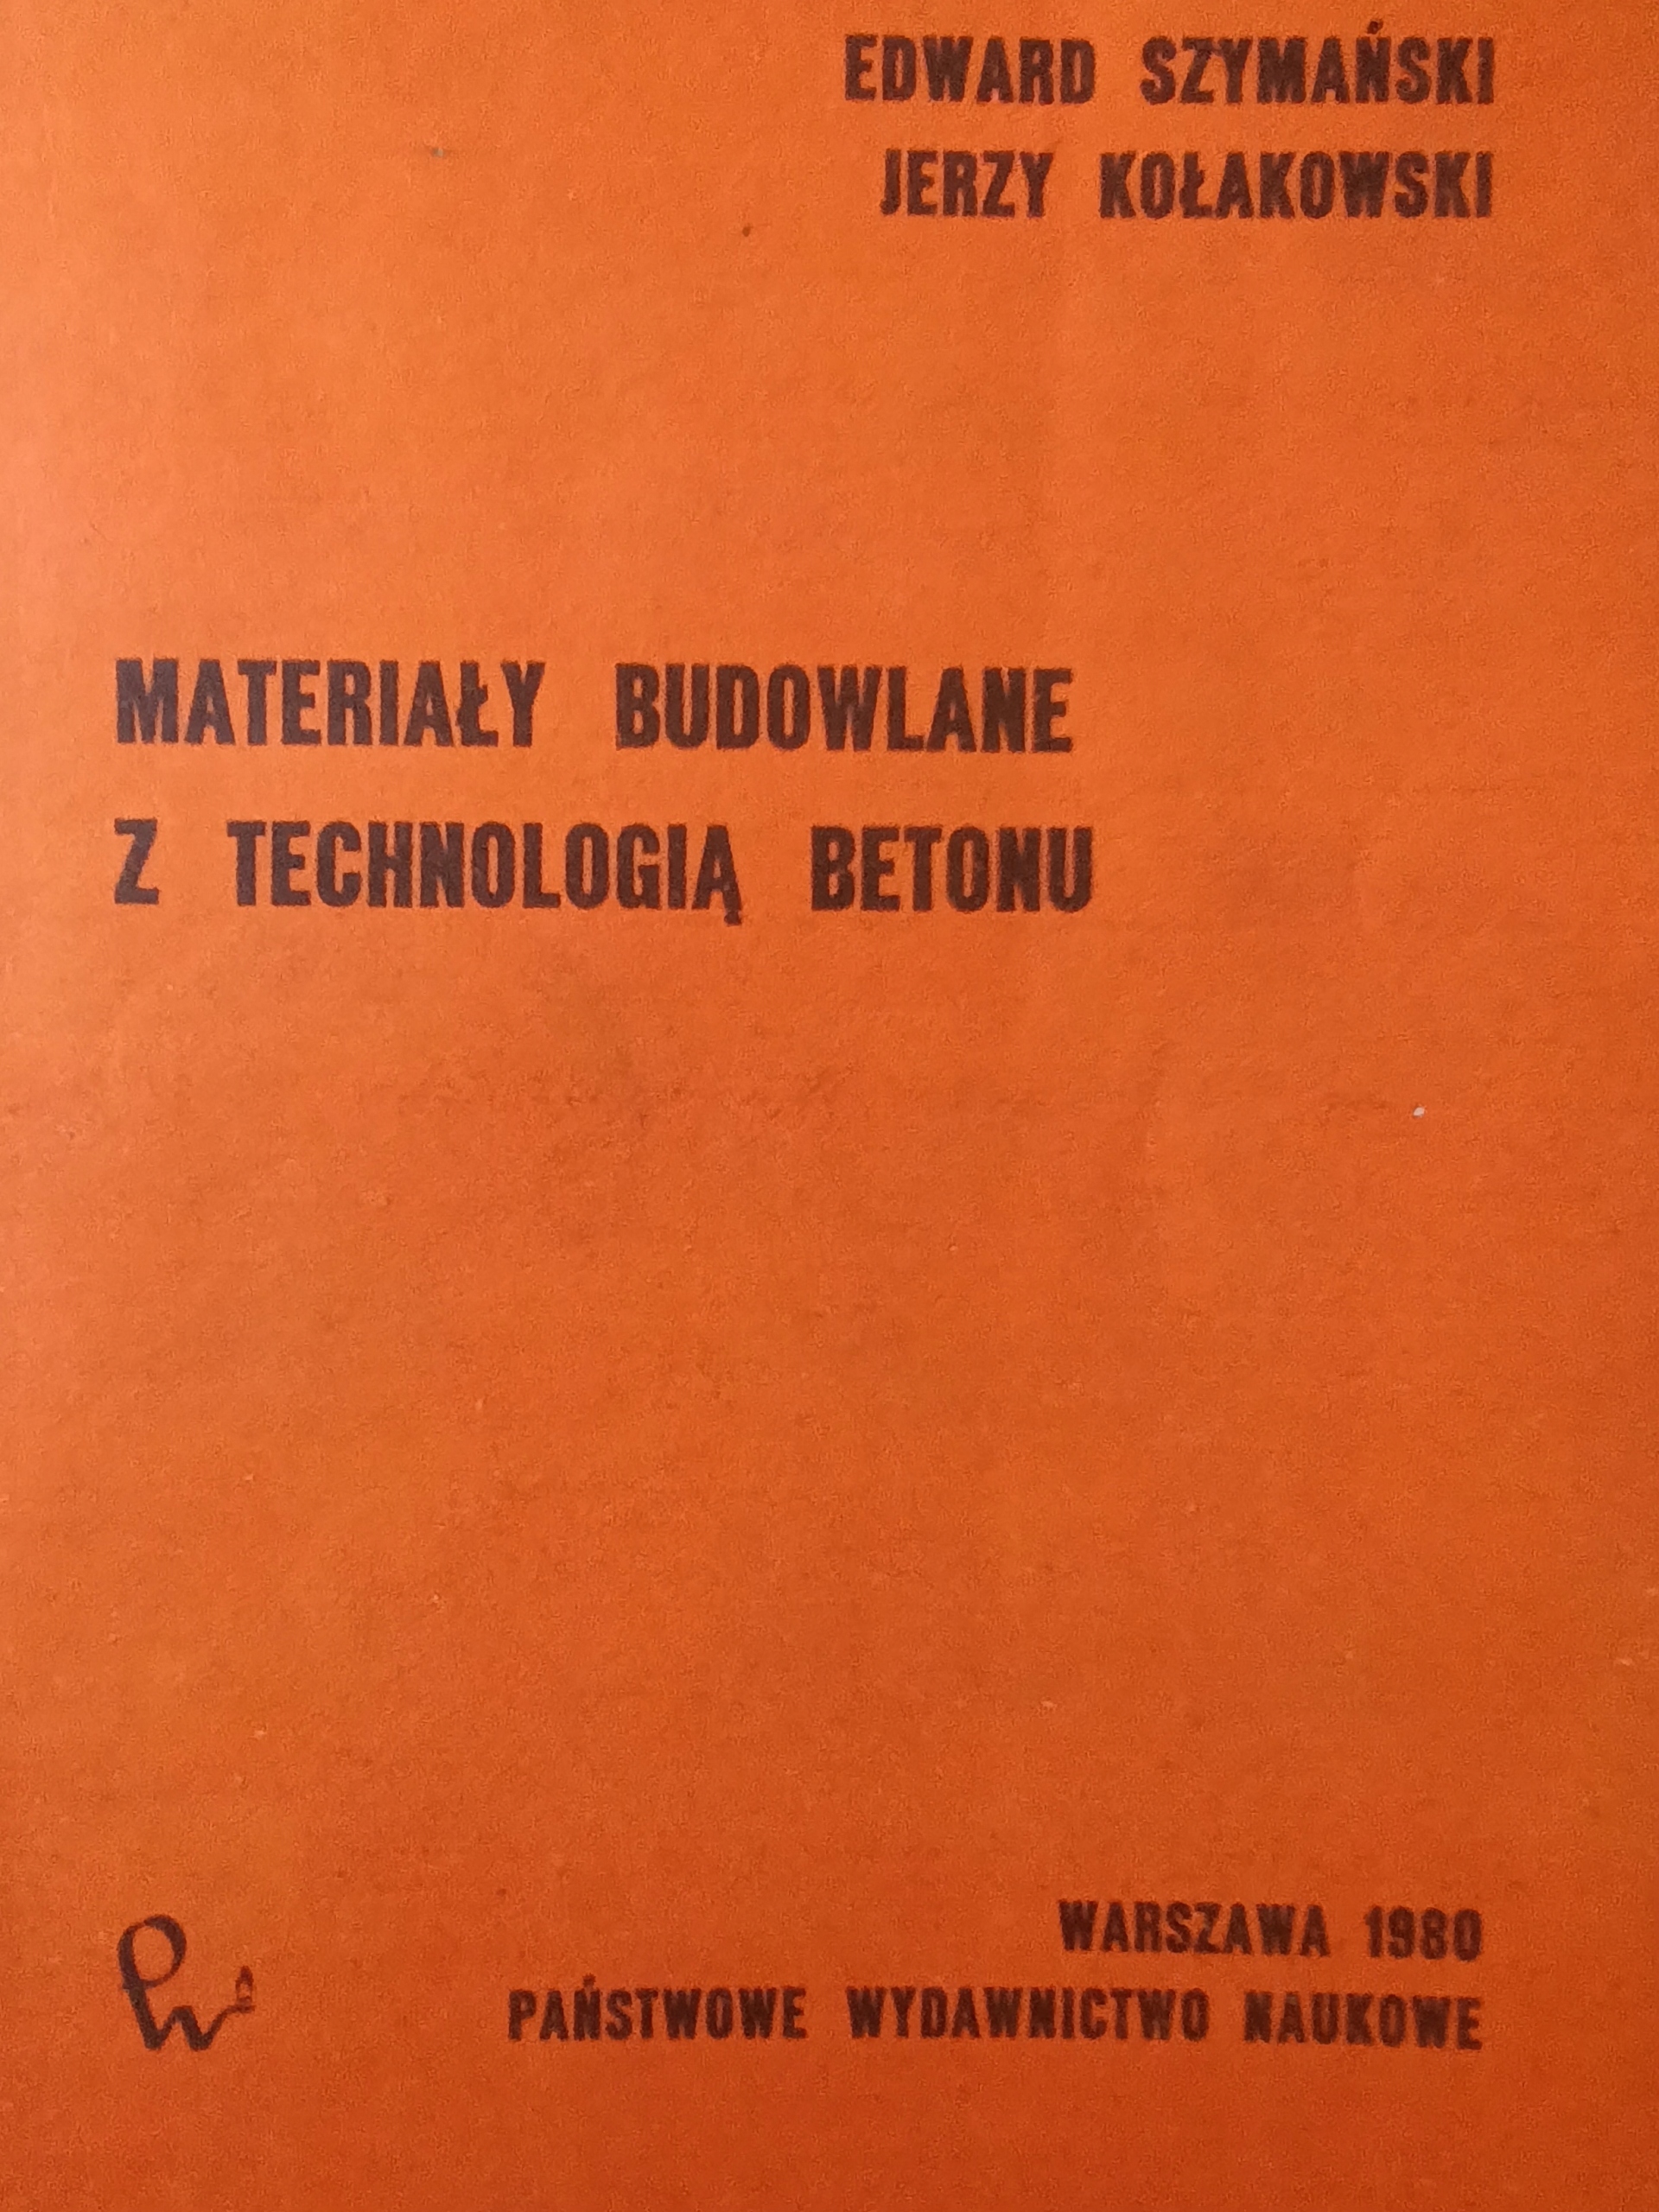 EDWARD SZYMAŃSKI
JERZY KOŁAKOWSKI
MATERIAŁY BUDOWLANE
Z TECHNOLOGIĄ BETONU
WARSZAWA 1980
PAŃSTWOWE WYDAWNICTWO NAUKOWE